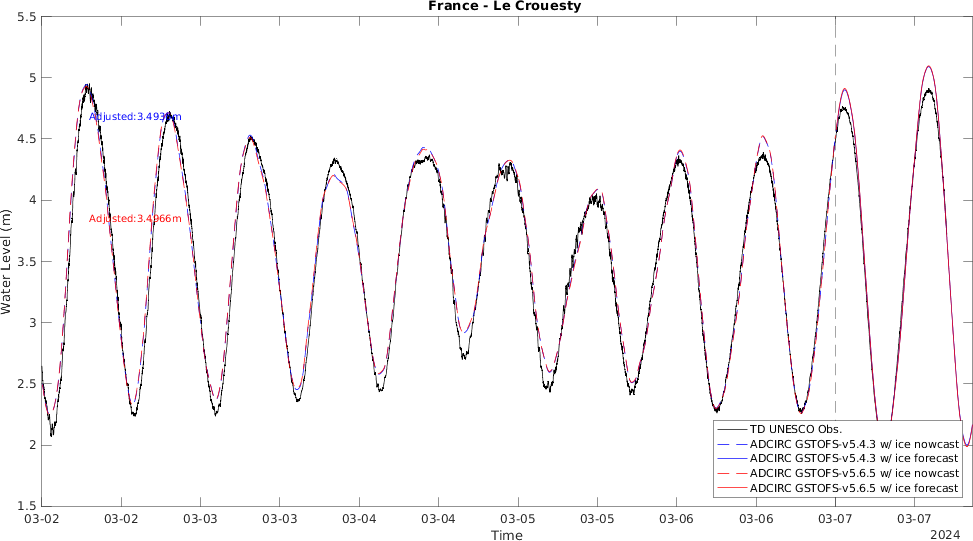 France - Le Crouesty
5.5
5
4.5
4
3.5
3
2.5
2
1.5
Water Level (m)
Adjusted:3.4966m
TD UNESCO Obs.
ADCIRC GSTOFS-v5.4.3 w/ ice nowcast
ADCIRC GSTOFS-v5.4.3 w/ ice forecast
ADCIRC GSTOFS-v5.6.5 w/ ice nowcast
ADCIRC GSTOFS-v5.6.5 w/ ice forecast
03-02 03-02 03-03 03-03 03-04 03-04 03-05 03-05 03-06 03-06 03-07 03-07
Time
2024